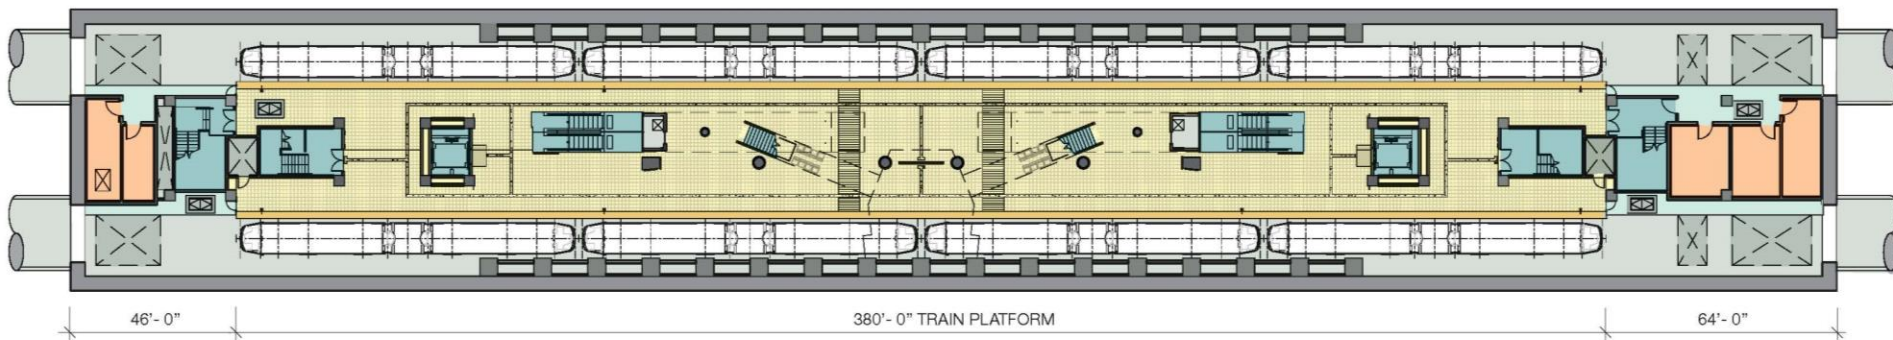 46'- 0” 380'- 0” TRAIN PLATFORM 64'- 0”